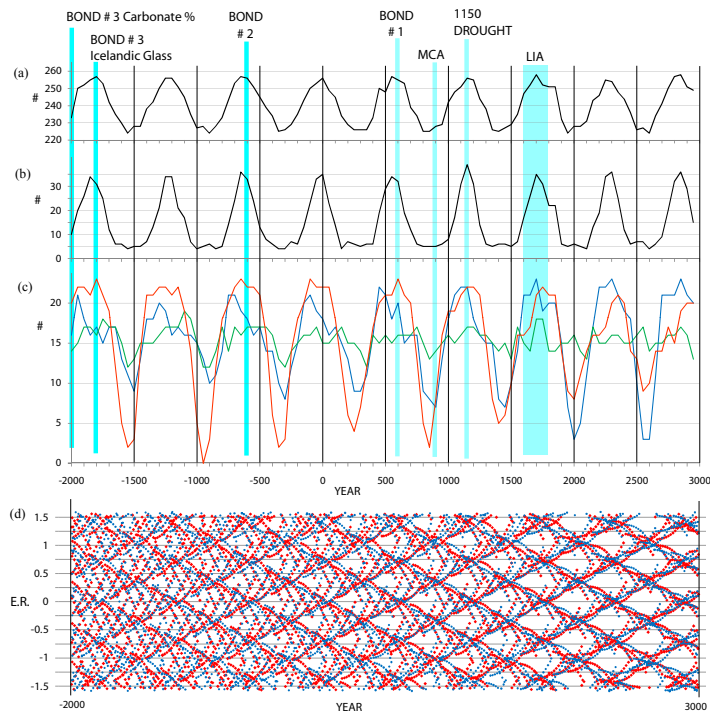 BOND # 3 Carbonate %
BOND # 3
Icelandic Glass
BOND
# 2
BOND
# 1
MCA
1150
DROUGHT
LIA
(a)
#
260
250
240
230
220
(b)
#
30
20
10
0
(c)
#
20
15
10
5
0
-2000 -1500 -1000 -500 0 500 1000 1500 2000 2500 3000
YEAR
(d)
E.R.
1.5
1
0.5
0
-0.5
-1
-1.5
-2000 YEAR 3000